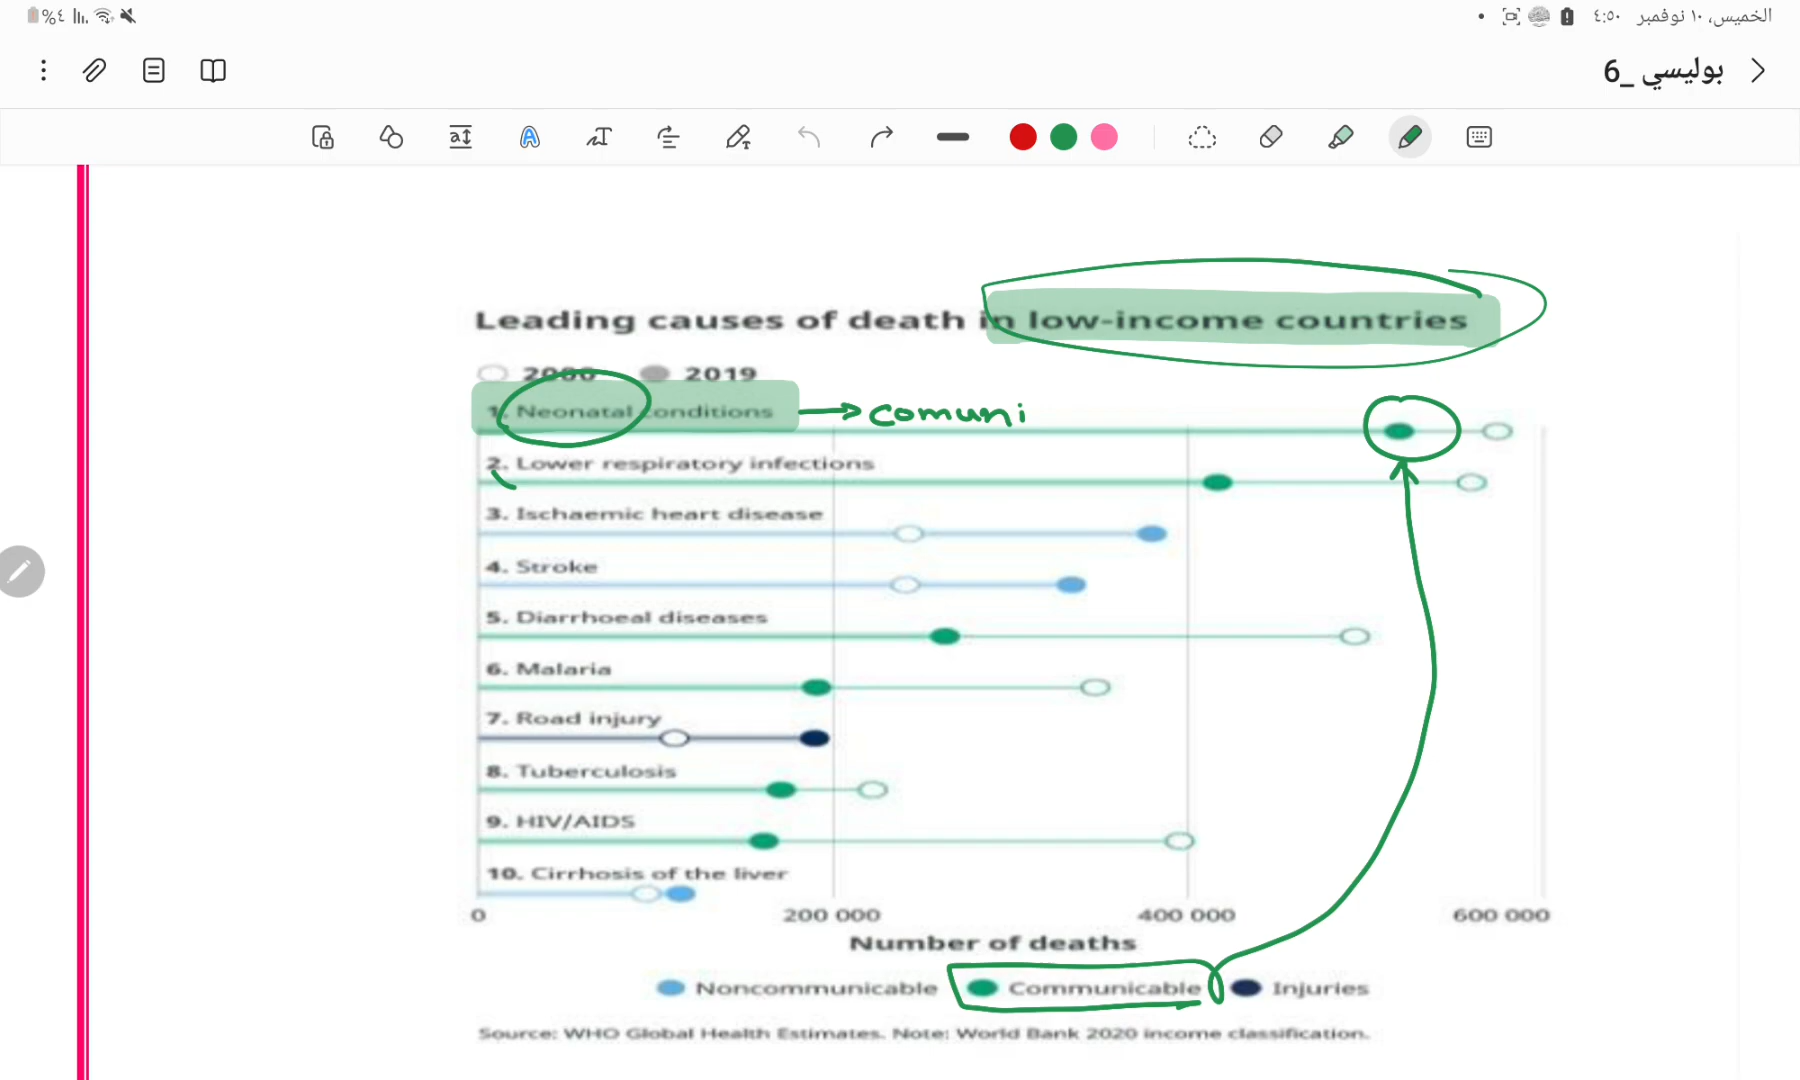 %٤ الخميس، ١٠ نوفمبر ٤:٥٠
بوليسي _6
Leading causes of death in low-income countries
2000 2019
1. Neonatal conditions → comuni
2. Lower respiratory infections
3. Ischaemic heart disease
4. Stroke
5. Diarrhoeal diseases
6. Malaria
7. Road injury
8. Tuberculosis
9. HIV/AIDS
10. Cirrhosis of the liver
0 200 000 400 000 600 000
Number of deaths
Noncommunicable Communicable Injuries
Source: WHO Global Health Estimates. Note: World Bank 2020 income classification.